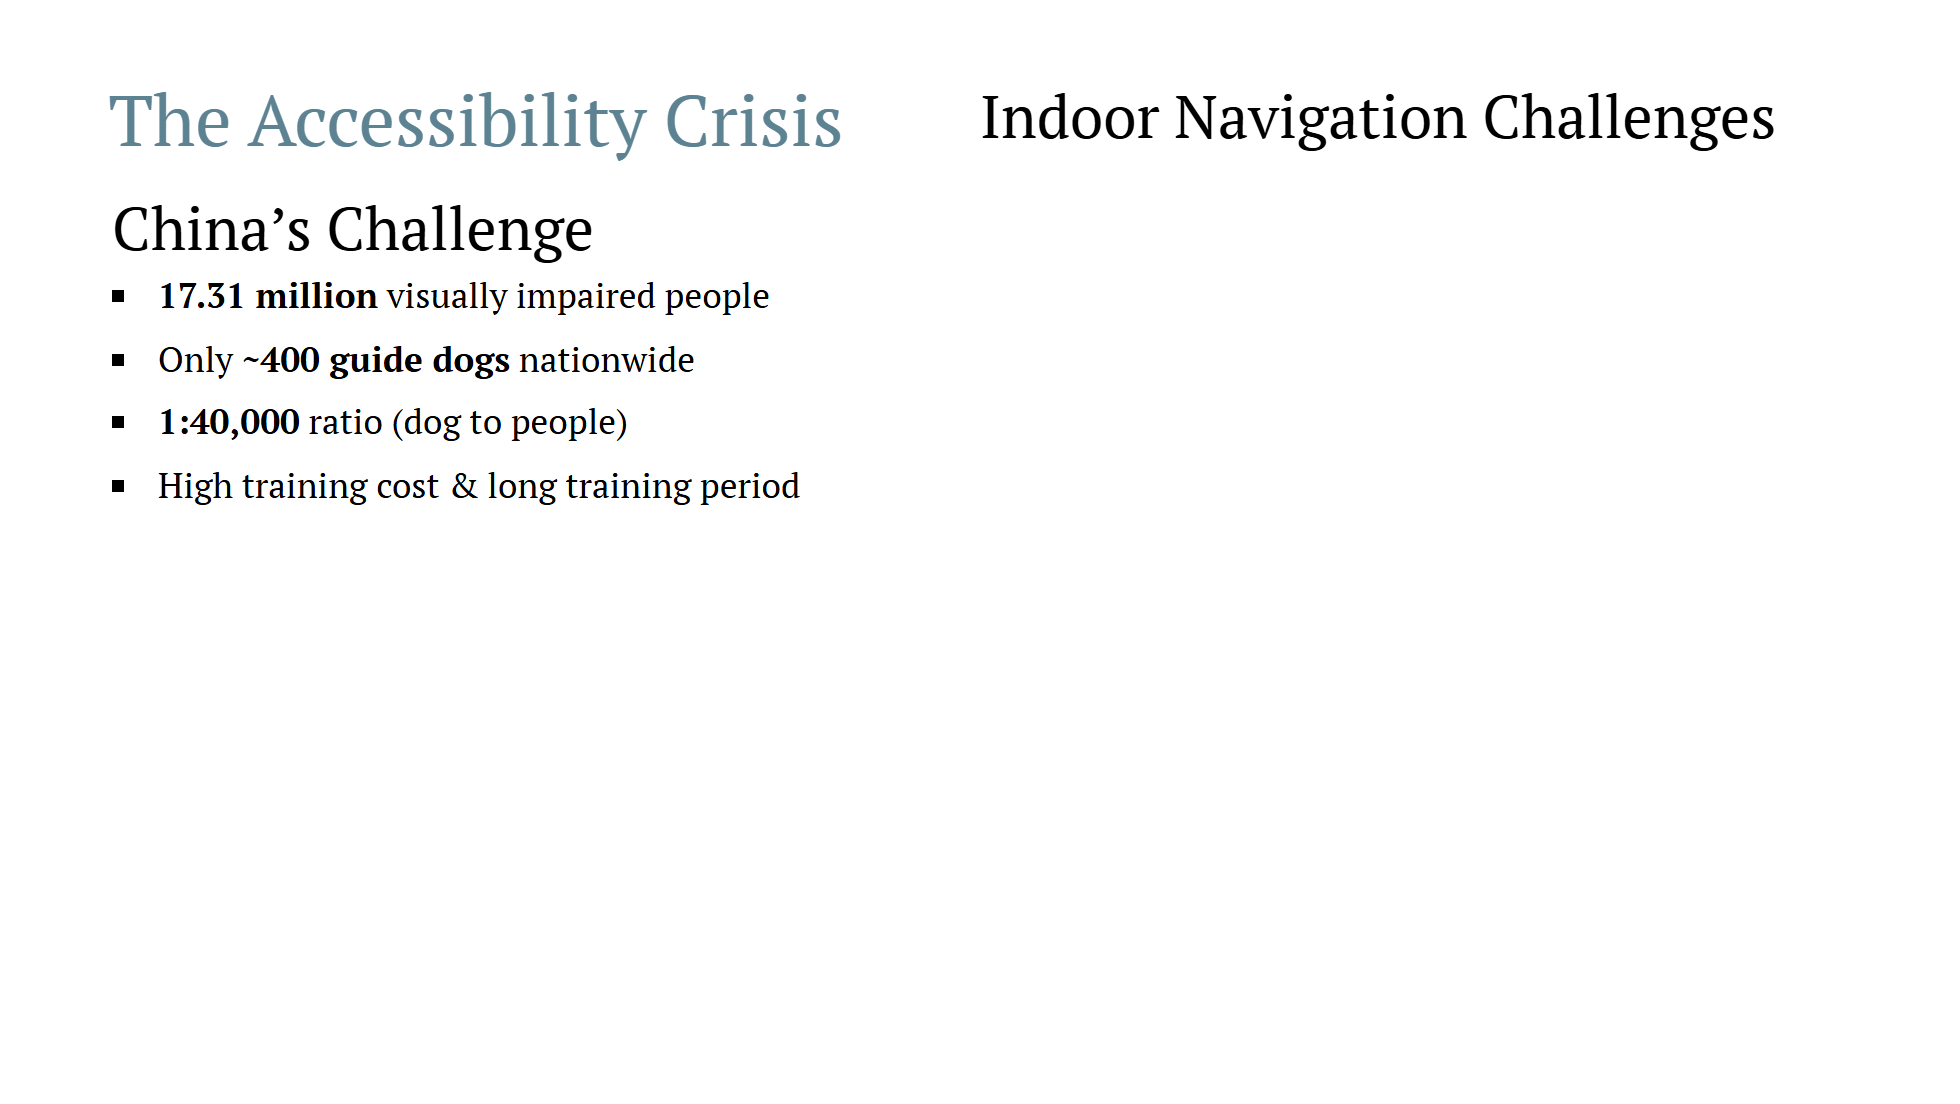 The Accessibility Crisis
China’s Challenge
17.31 million visually impaired people
Only ~400 guide dogs nationwide
1:40,000 ratio (dog to people)
High training cost & long training period
Indoor Navigation Challenges